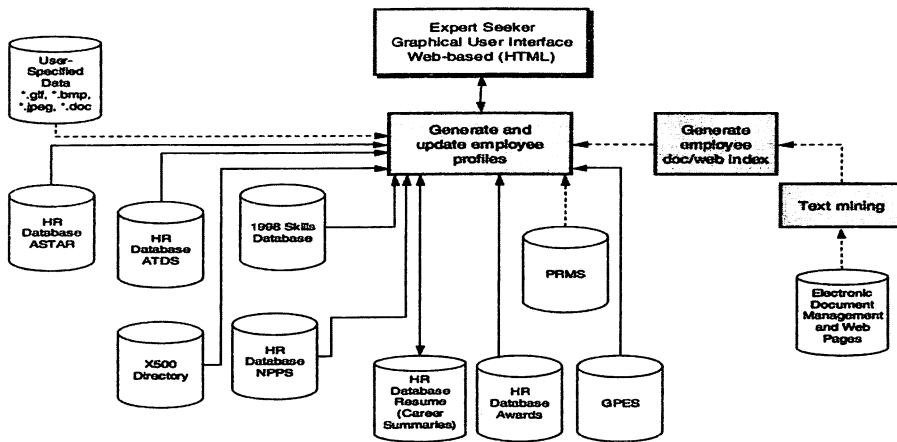 Expert Seeker
Graphical User Interface
Web-based (HTML)
User-
Specified
Data
*.gif, *.bmp,
*.jpeg, *.doc
Generate and
update employee
profiles
Generate
employee
doc/web index
Text mining
HR
Database
ASTAR
HR
Database
ATDS
1998 Skills
Database
PRMS
Electronic
Document
Management
and Web
Pages
X500
Directory
HR
Database
NPPS
HR
Database
Resume
(Career
Summaries)
HR
Database
Awards
GPES